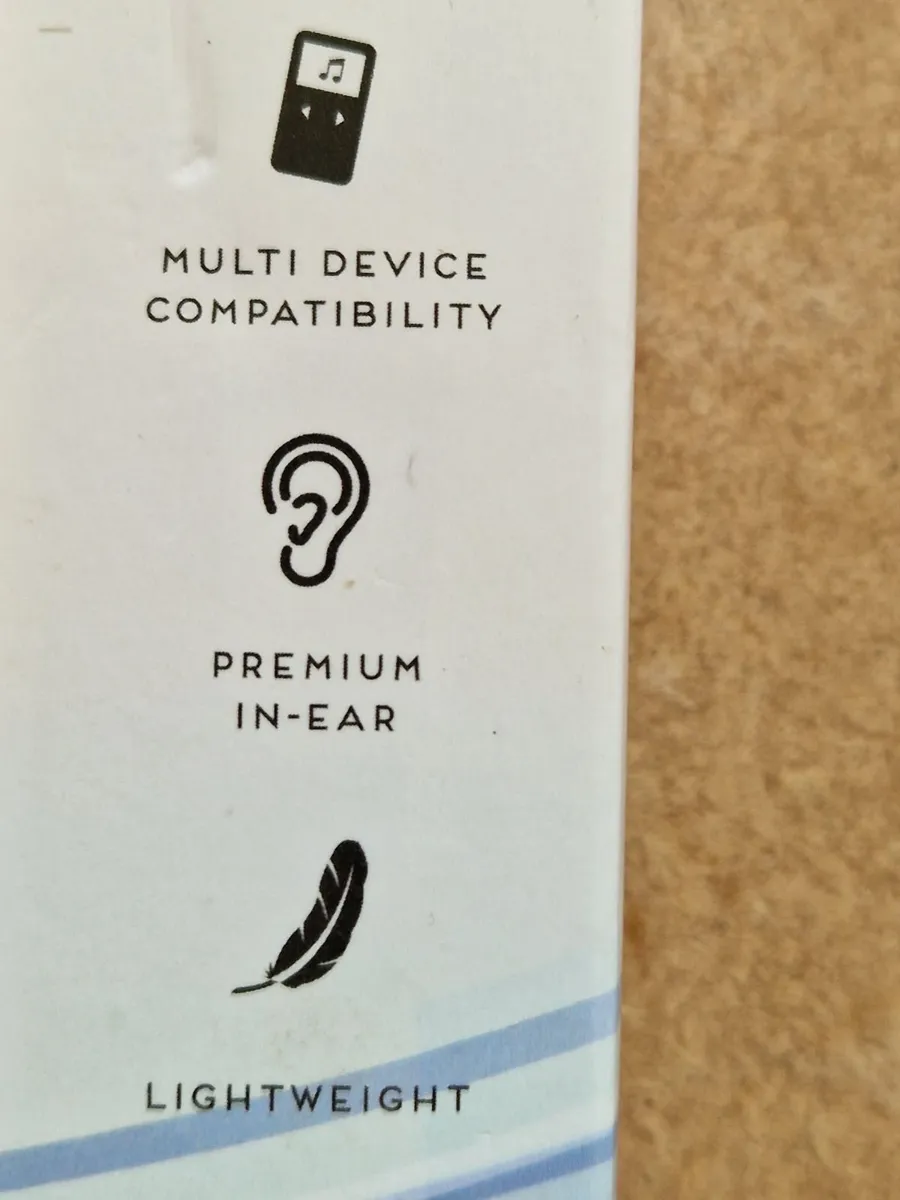 MULTI DEVICE
COMPATIBILITY
PREMIUM
IN-EAR
LIGHTWEIGHT